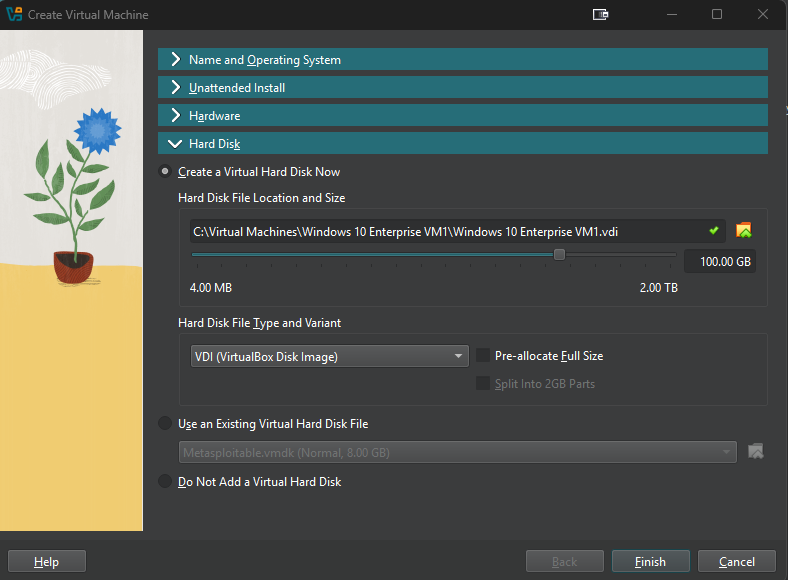 Create Virtual Machine
Name and Operating System
Unattended Install
Hardware
Hard Disk
Create a Virtual Hard Disk Now
Hard Disk File Location and Size
C:\Virtual Machines\Windows 10 Enterprise VM1\Windows 10 Enterprise VM1.vdi
100.00 GB
4.00 MB 2.00 TB
Hard Disk File Type and Variant
VDI (VirtualBox Disk Image) Pre-allocate Full Size
Split Into 2GB Parts
Use an Existing Virtual Hard Disk File
Metasploitable.vmdk (Normal, 8.00 GB)
Do Not Add a Virtual Hard Disk
Help Back Finish Cancel